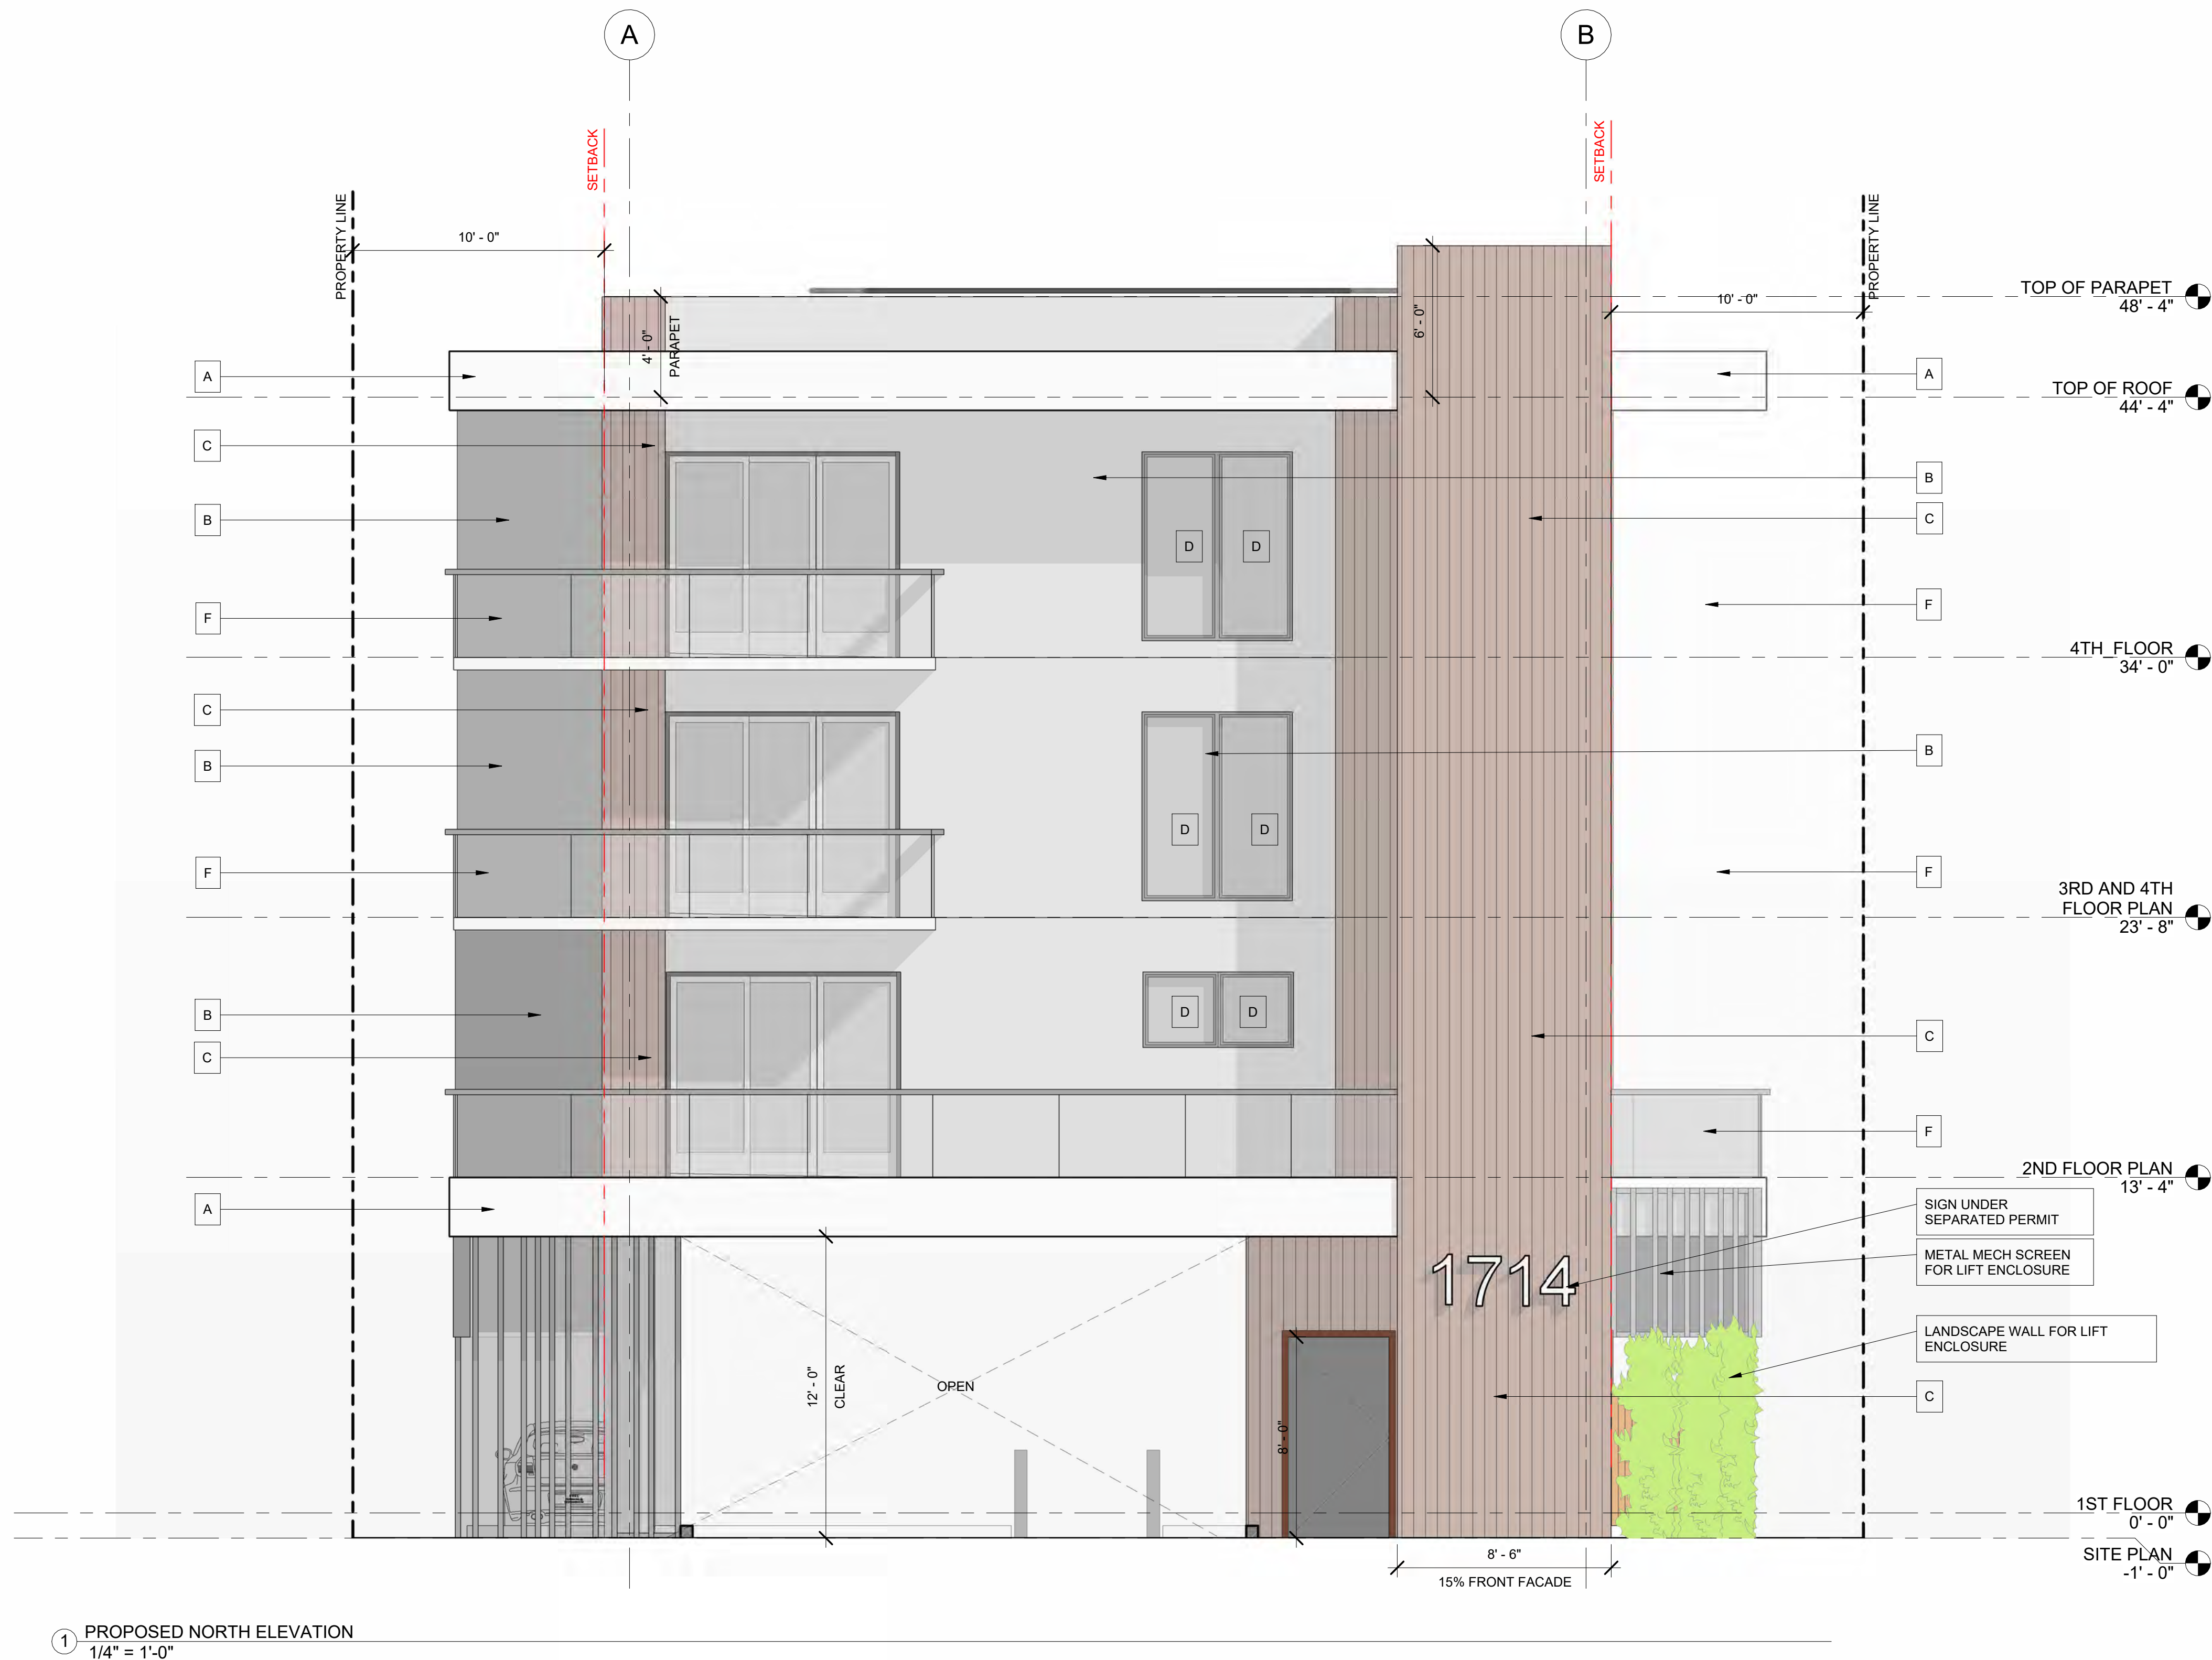 A
B
SETBACK
SETBACK
PROPERTY LINE
PROPERTY LINE
10' - 0"
10' - 0"
4' - 0"
PARAPET
6' - 0"
TOP OF PARAPET
48' - 4"
TOP OF ROOF
44' - 4"
4TH FLOOR
34' - 0"
3RD AND 4TH
FLOOR PLAN
23' - 8"
2ND FLOOR PLAN
13' - 4"
1ST FLOOR
0' - 0"
SITE PLAN
-1' - 0"
A
C
B
F
C
B
F
B
C
A
A
B
C
F
B
F
C
F
SIGN UNDER
SEPARATED PERMIT
METAL MECH SCREEN
FOR LIFT ENCLOSURE
LANDSCAPE WALL FOR LIFT
ENCLOSURE
C
D
D
D
D
D
D
1714
12' - 0"
CLEAR
OPEN
8' - 0"
8' - 6"
15% FRONT FACADE
1
PROPOSED NORTH ELEVATION
1/4" = 1'-0"